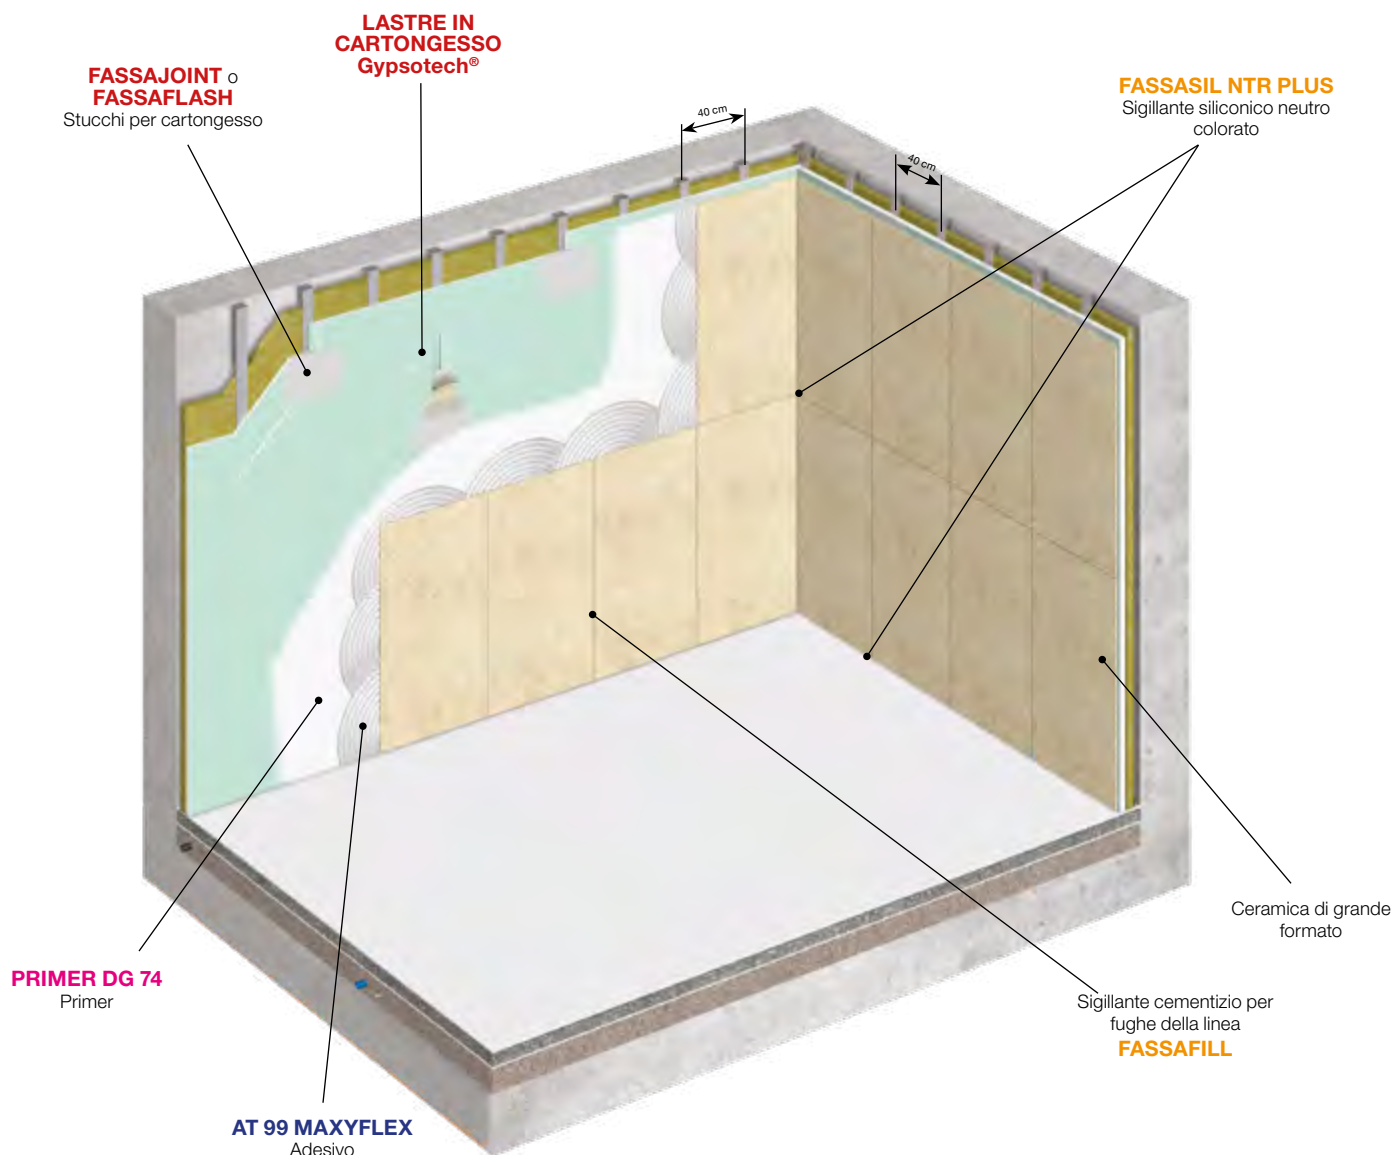 LASTRE IN
CARTONGESSO
Gypsotech®
FASSAJOINT o
FASSAFLASH
Stucchi per cartongesso
FASSASIL NTR PLUS
Sigillante siliconico neutro
colorato
40 cm
40 cm
Ceramica di grande
formato
PRIMER DG 74
Primer
Sigillante cementizio per
fughe della linea
FASSAFILL
AT 99 MAXYFLEX
Adesivo